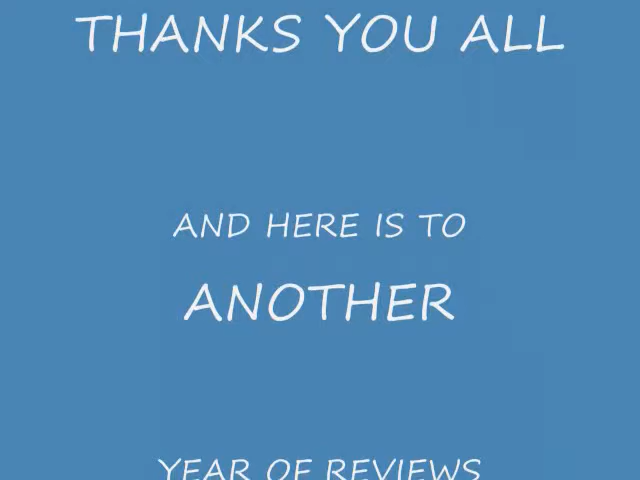 THANKS YOU ALL
AND HERE IS TO
ANOTHER
YEAR OF REVIEWS